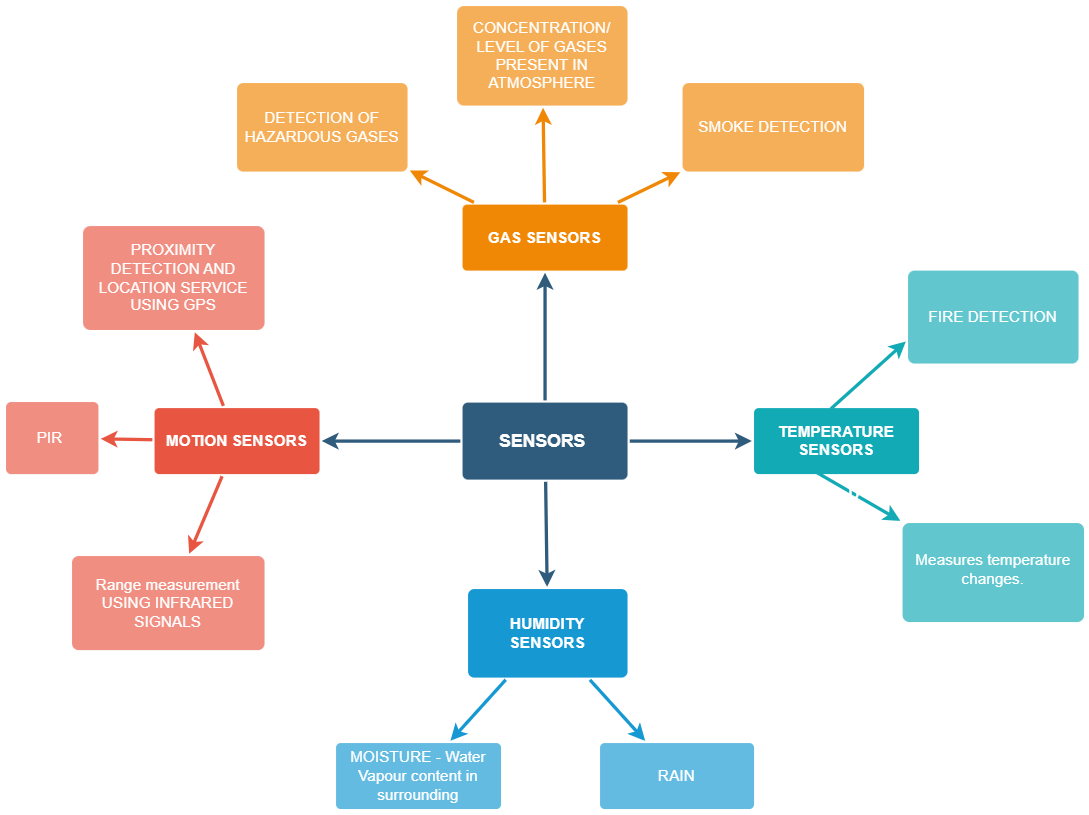 CONCENTRATION/
LEVEL OF GASES
PRESENT IN
ATMOSPHERE
DETECTION OF
HAZARDOUS GASES
SMOKE DETECTION
GAS SENSORS
PROXIMITY
DETECTION AND
LOCATION SERVICE
USING GPS
FIRE DETECTION
PIR
MOTION SENSORS
SENSORS
TEMPERATURE
SENSORS
Range measurement
USING INFRARED
SIGNALS
Measures temperature
changes.
HUMIDITY
SENSORS
MOISTURE - Water
Vapour content in
surrounding
RAIN